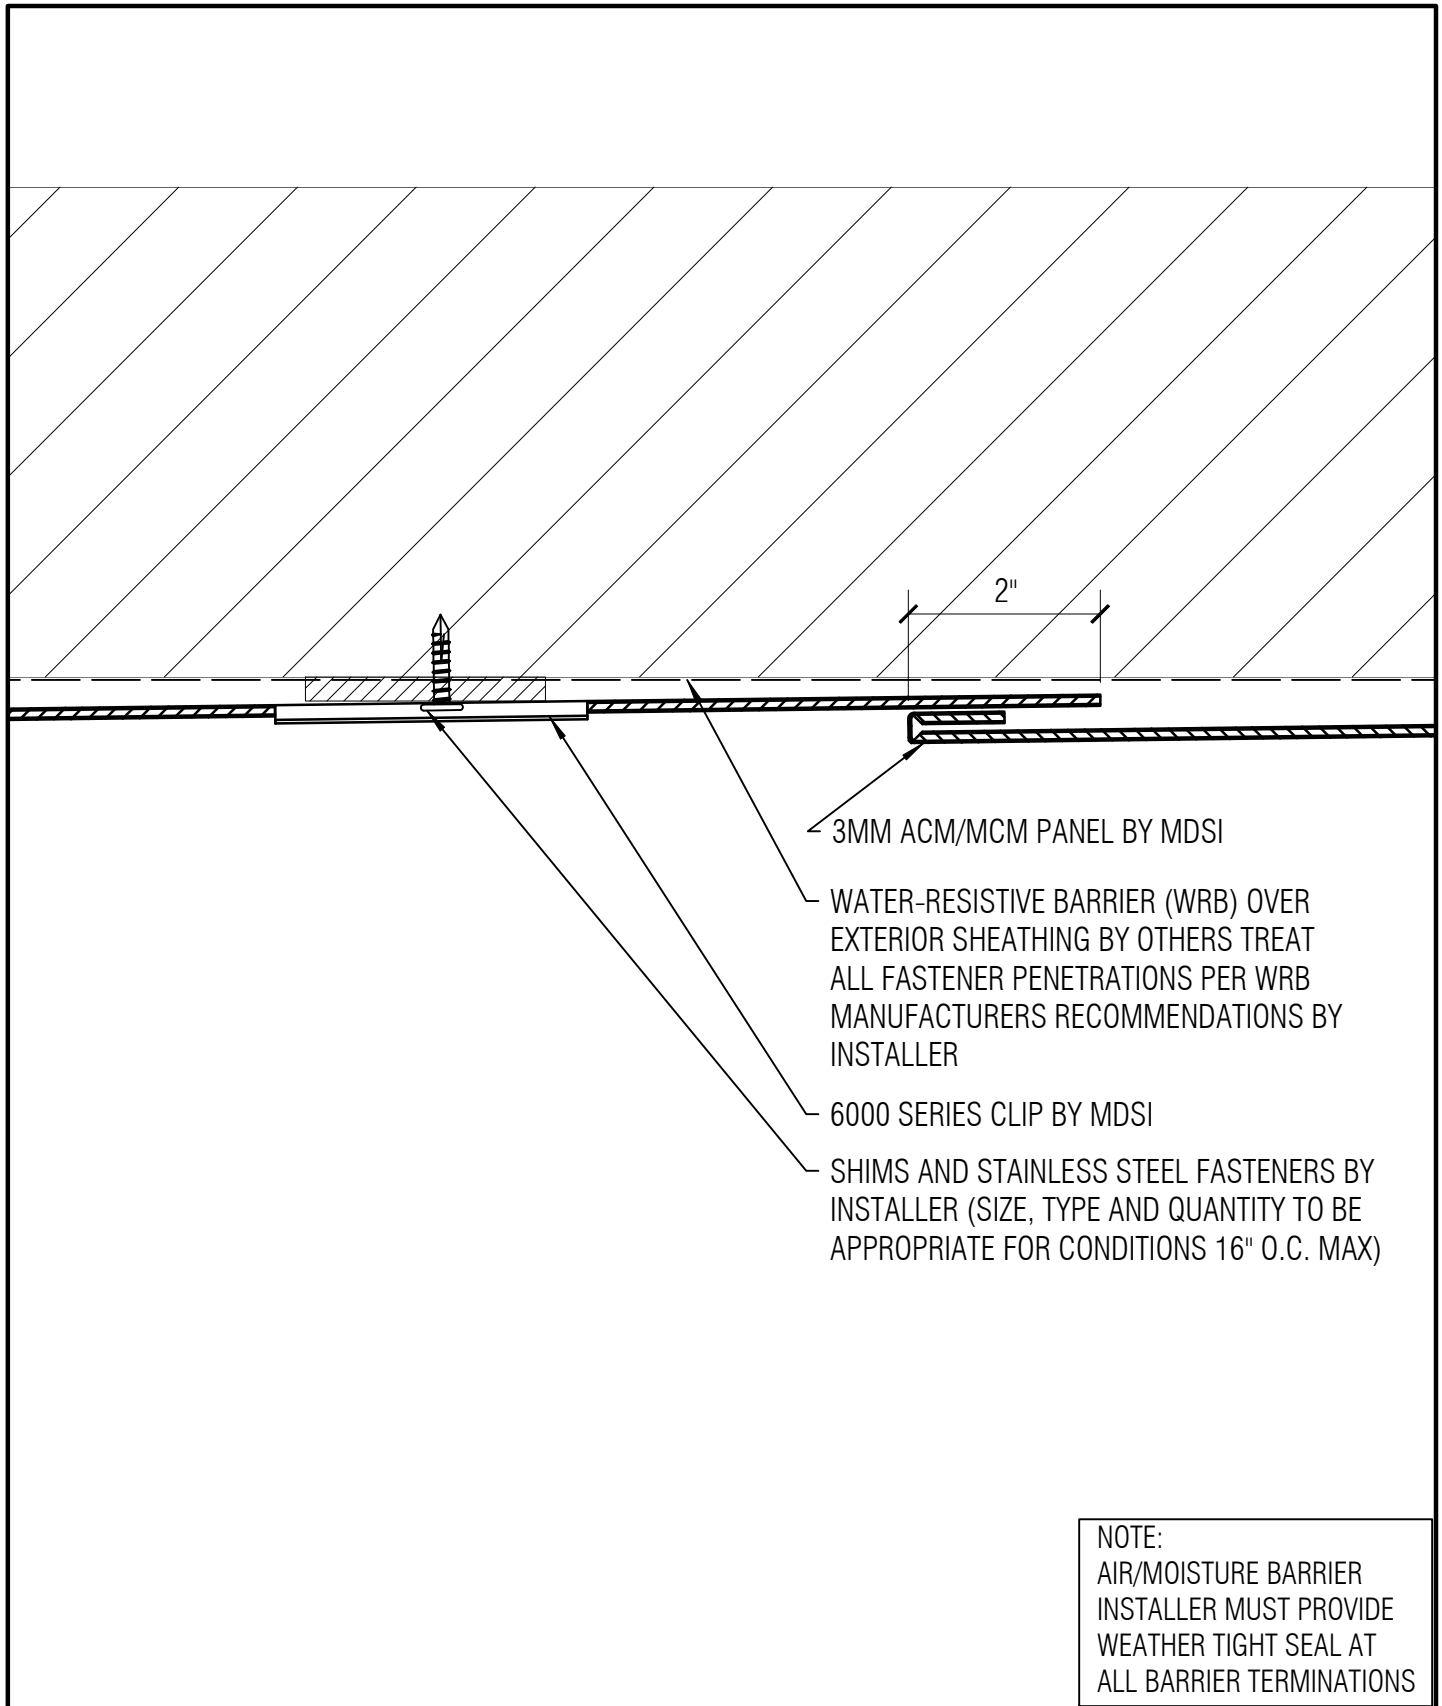 2"
3MM ACM/MCM PANEL BY MDSI
WATER-RESISTIVE BARRIER (WRB) OVER
EXTERIOR SHEATHING BY OTHERS TREAT
ALL FASTENER PENETRATIONS PER WRB
MANUFACTURERS RECOMMENDATIONS BY
INSTALLER
6000 SERIES CLIP BY MDSI
SHIMS AND STAINLESS STEEL FASTENERS BY
INSTALLER (SIZE, TYPE AND QUANTITY TO BE
APPROPRIATE FOR CONDITIONS 16" O.C. MAX)
NOTE:
AIR/MOISTURE BARRIER
INSTALLER MUST PROVIDE
WEATHER TIGHT SEAL AT
ALL BARRIER TERMINATIONS